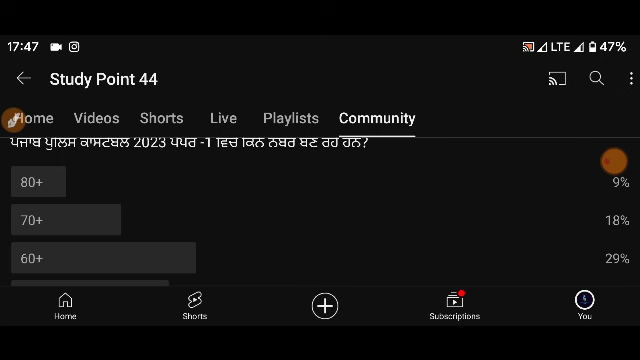 17:47 LTE 47%
Study Point 44
Home Videos Shorts Live Playlists Community
ਪੰਜਾਬ ਪੁਲਿਸ ਕਾਂਸਟੇਬਲ 2023 ਪੇਪਰ -1 ਵਿਚੋਂ ਕਿੰਨੇ ਨੰਬਰ ਬਣ ਰਹੇ ਹਨ?
80+ 9%
70+ 18%
60+ 29%
Home Shorts Subscriptions You